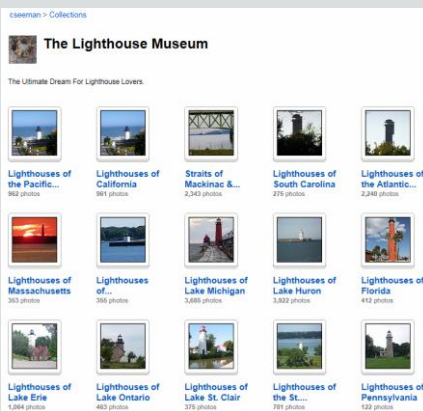 cseeman > Collections
The Lighthouse Museum
The Ultimate Dream For Lighthouse Lovers.
Lighthouses of the Pacific...
962 photos
Lighthouses of California
961 photos
Straits of Mackinac &...
2,343 photos
Lighthouses of South Carolina
275 photos
Lighthouses of the Atlantic...
2,240 photos
Lighthouses of Massachusetts
353 photos
Lighthouses of...
355 photos
Lighthouses of Lake Michigan
3,685 photos
Lighthouses of Lake Huron
3,822 photos
Lighthouses of Florida
412 photos
Lighthouses of Lake Erie
1,064 photos
Lighthouses of Lake Ontario
463 photos
Lighthouses of Lake St. Clair
375 photos
Lighthouses of the St....
781 photos
Lighthouses of Pennsylvania
122 photos